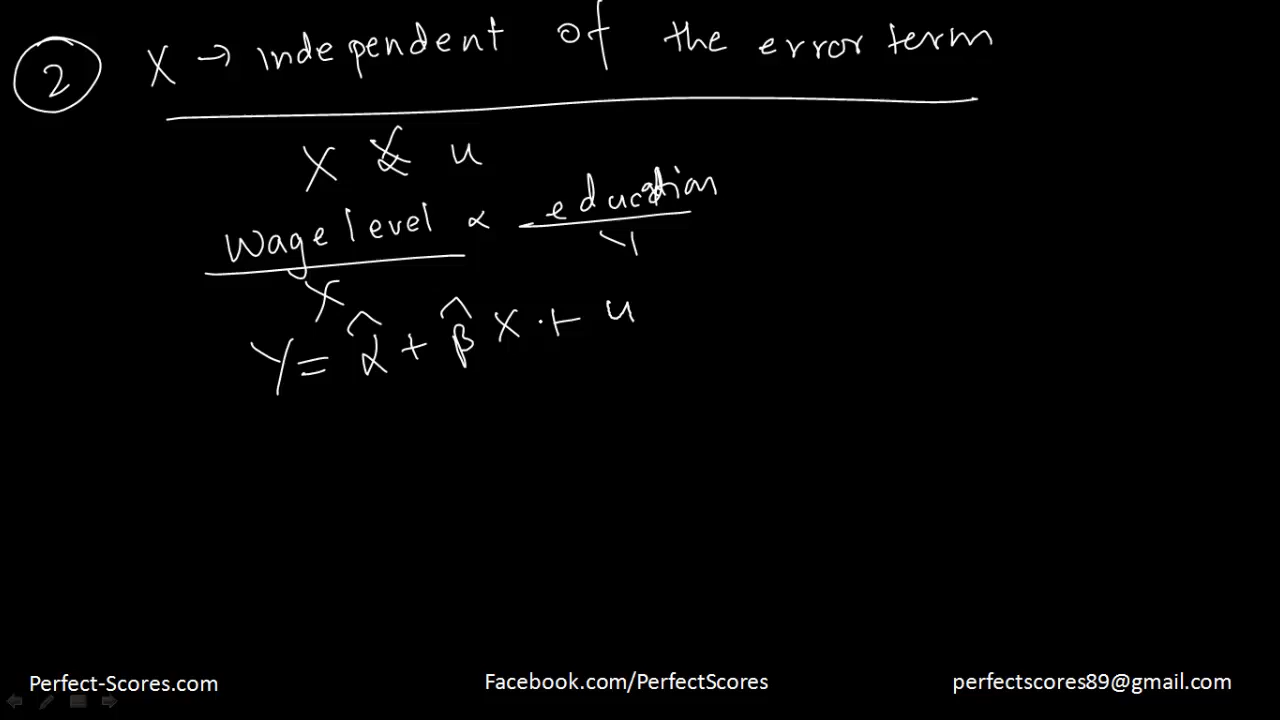 2 X → independent of the error term
X ∝̸ u
Wage level ∝ education
Y = α̂ + β̂ X + u
Perfect-Scores.com
Facebook.com/PerfectScores
perfectscores89@gmail.com